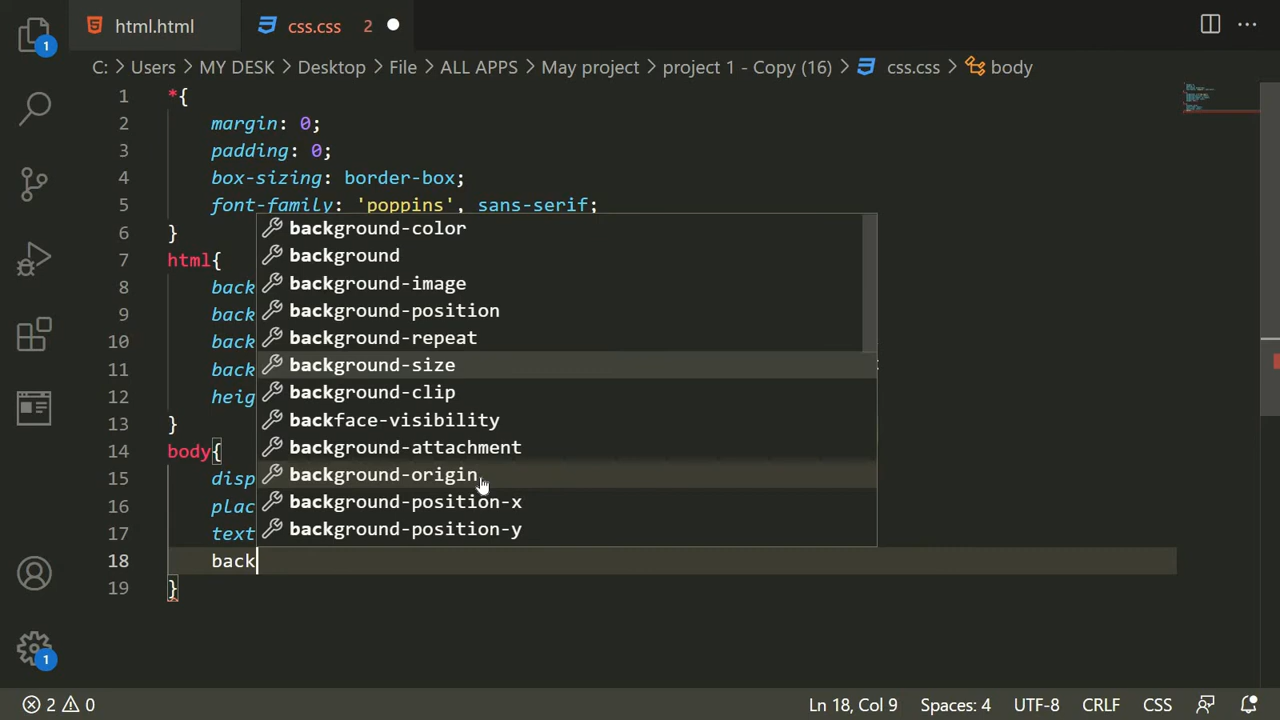 html.html css.css 2
C: > Users > MY DESK > Desktop > File > ALL APPS > May project > project 1 - Copy (16) > css.css > body
1 *{
2 margin: 0;
3 padding: 0;
4 box-sizing: border-box;
5 font-family: 'poppins', sans-serif;
6 }
background-color
7 html{
background
8 back
background-image
9 back
background-position
10 back
background-repeat
11 back
background-size
12 heig
background-clip
13 }
backface-visibility
14 body{
background-attachment
15 disp
background-origin
16 plac
background-position-x
17 text
background-position-y
18 back
19 }
1
1
2 0 Ln 18, Col 9 Spaces: 4 UTF-8 CRLF CSS